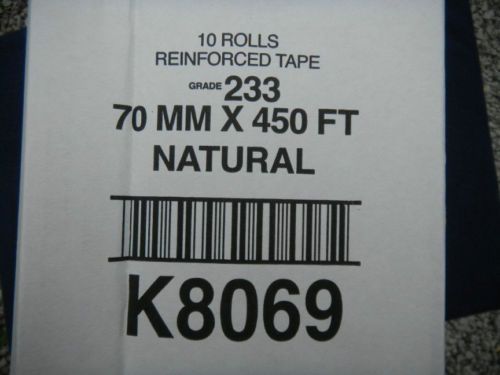 10 ROLLS
REINFORCED TAPE
GRADE 233
70 MM X 450 FT
NATURAL
K8069